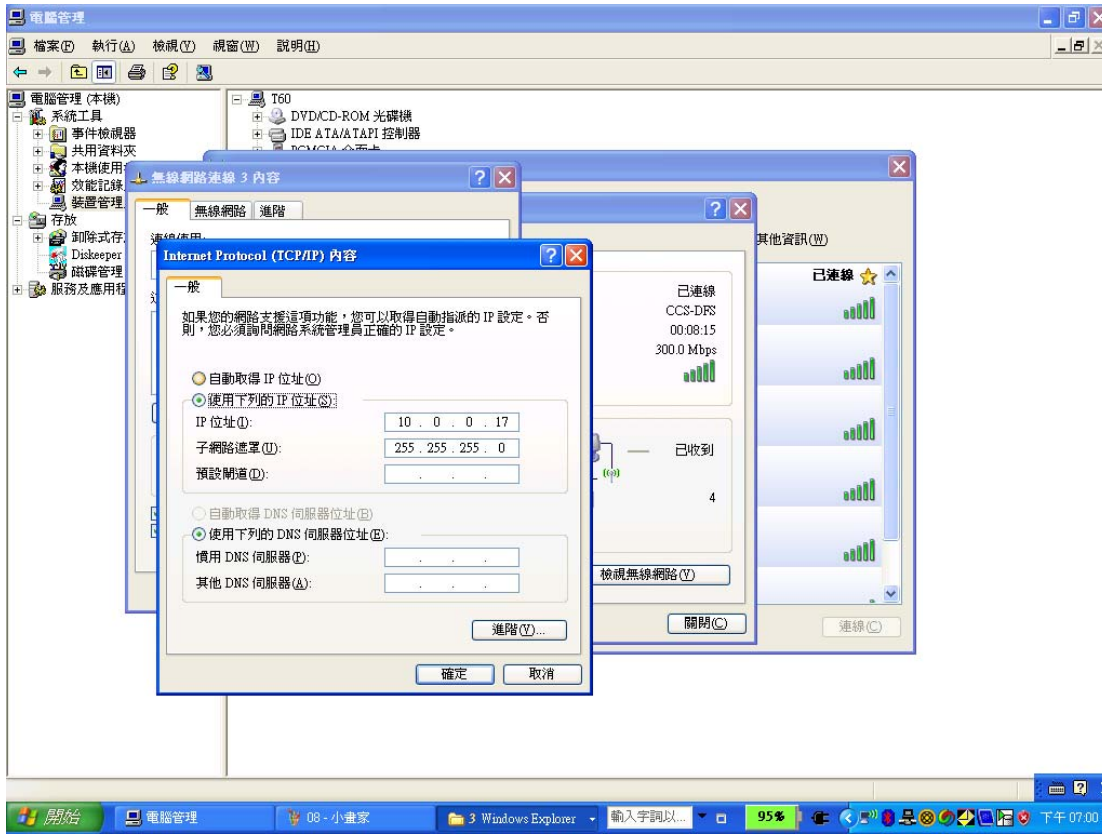 電腦管理
檔案(F) 執行(A) 檢視(V) 視窗(W) 說明(H)
電腦管理 (本機)
系統工具
事件檢視器
共用資料夾
本機使用
效能記錄
裝置管理
存放
卸除式存
Diskeeper
磁碟管理
服務及應用程
T60
DVD/CD-ROM 光碟機
IDE ATA/ATAPI 控制器
PCMCIA 介面卡
無線網路連線 3 內容
一般 無線網路 進階
連線使用:
Internet Protocol (TCP/IP) 內容
一般
如果您的網路支援這項功能，您可以取得自動指派的 IP 設定。否
則，您必須詢問網路系統管理員正確的 IP 設定。
自動取得 IP 位址(O)
使用下列的 IP 位址(S):
IP 位址(I): 10 . 0 . 0 . 17
子網路遮罩(U): 255 . 255 . 255 . 0
預設閘道(D): . . .
自動取得 DNS 伺服器位址(B)
使用下列的 DNS 伺服器位址(E):
慣用 DNS 伺服器(P): . . .
其他 DNS 伺服器(A): . . .
進階(V)...
確定 取消
已連線
CCS-DFS
00:08:15
300.0 Mbps
已收到
4
檢視無線網路(V)
關閉(C)
其他資訊(W)
已連線
連線(C)
開始 電腦管理 08 - 小畫家 3 Windows Explorer 輸入字詞以... 95% 下午 07:00